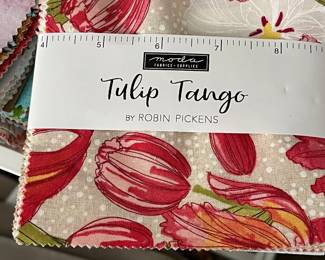 4 5 6 7 8
moda
FABRICS + SUPPLIES
Tulip Tango
BY ROBIN PICKENS